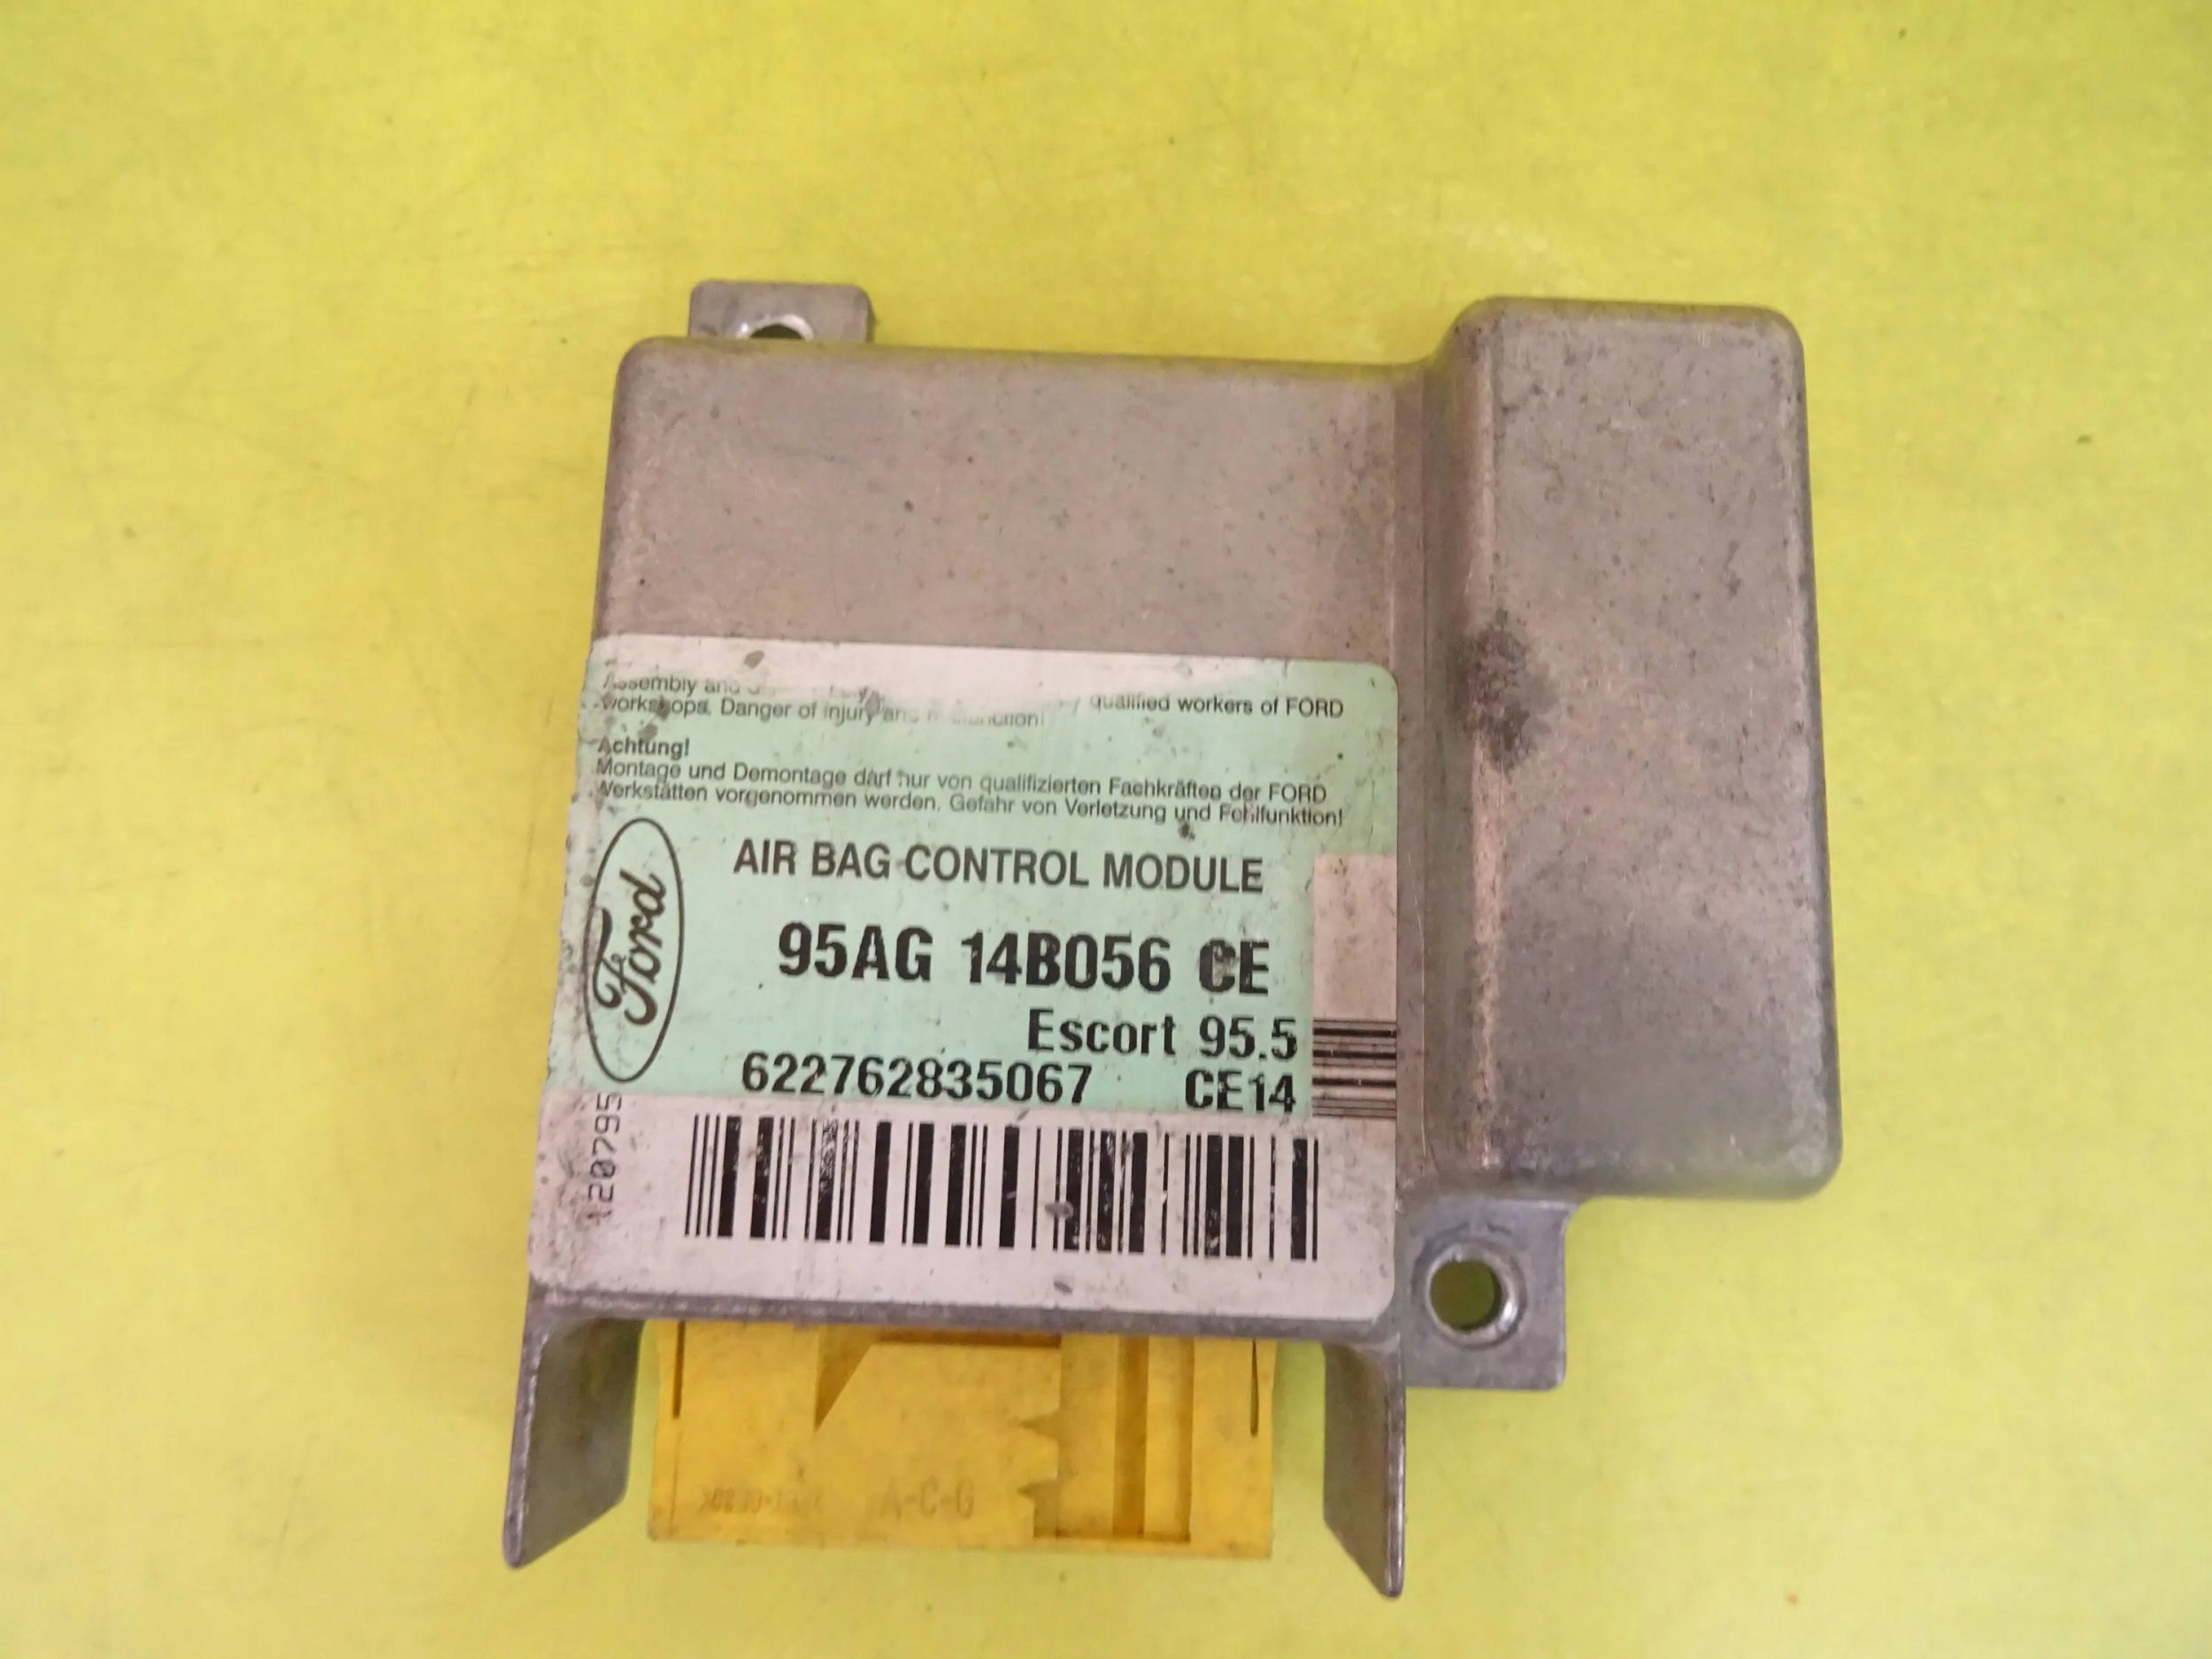 Assembly and qualified workers of FORD
workshops. Danger of injury and malfunction!
Achtung!
Montage und Demontage darf nur von qualifizierten Fachkräften der FORD
Werkstätten vorgenommen werden. Gefahr von Verletzung und Fehlfunktion!
Ford
AIR BAG CONTROL MODULE
95AG 14B056 CE
Escort 95.5
622762835067 CE14
120795
A-C-G